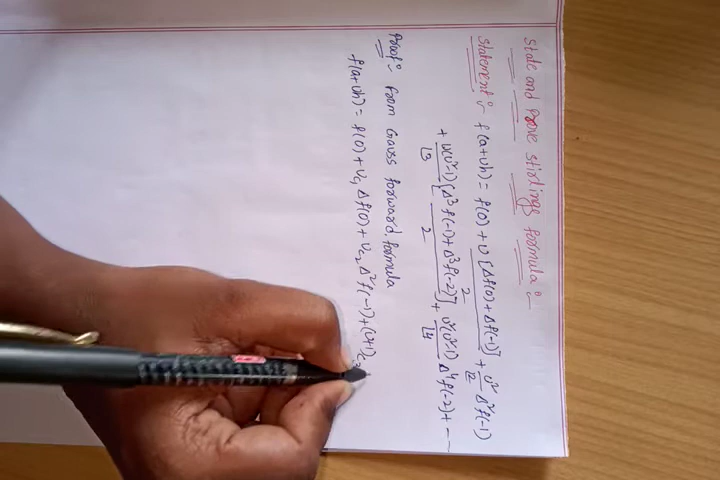 State and Prove stirlings formula:-
Statement:- f(a+uh) = f(0) + u [Δf(0)+Δf(-1)]/2 + u²/⌊2 Δ²f(-1)
+ u(u²-1)/⌊3 [Δ³f(-1)+Δ³f(-2)]/2 + u²(u²-1)/⌊4 Δ⁴f(-2) + ---
Proof:- From Gauss forward formula
f(a+uh) = f(0) + uc₁ Δf(0) + uc₂ Δ²f(-1) + (u+1)c₃